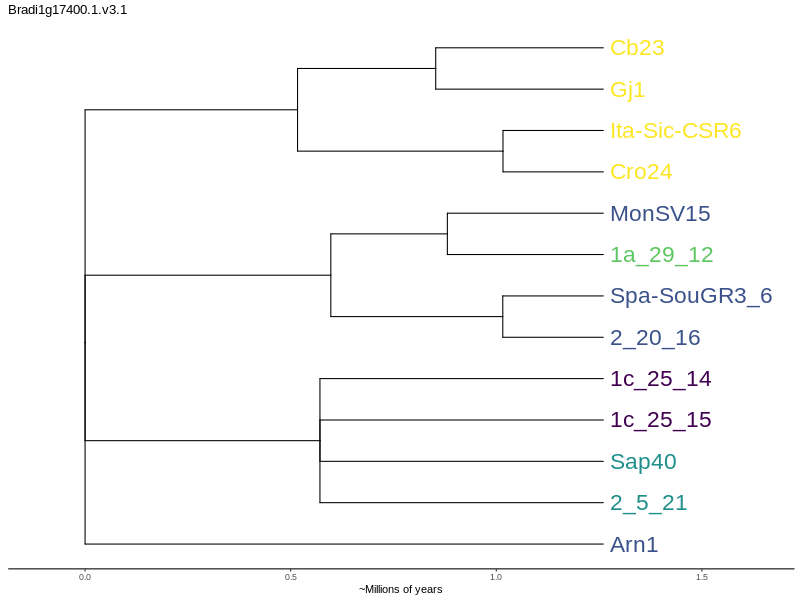 Bradi1g17400.1.v3.1
Cb23
Gj1
Ita-Sic-CSR6
Cro24
MonSV15
1a_29_12
Spa-SouGR3_6
2_20_16
1c_25_14
1c_25_15
Sap40
2_5_21
Arn1
0.0 0.5 1.0 1.5
~Millions of years